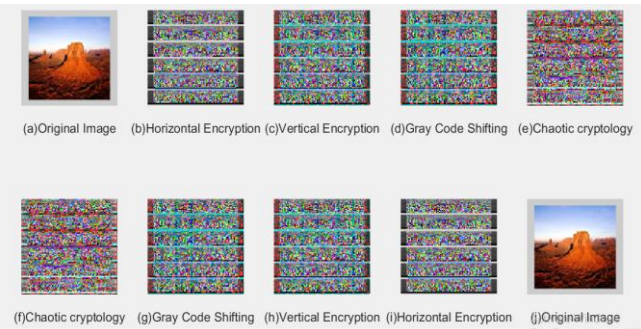 (a)Original Image (b)Horizontal Encryption (c)Vertical Encryption (d)Gray Code Shifting (e)Chaotic cryptology
(f)Chaotic cryptology (g)Gray Code Shifting (h)Vertical Encryption (i)Horizontal Encryption (j)Original Image